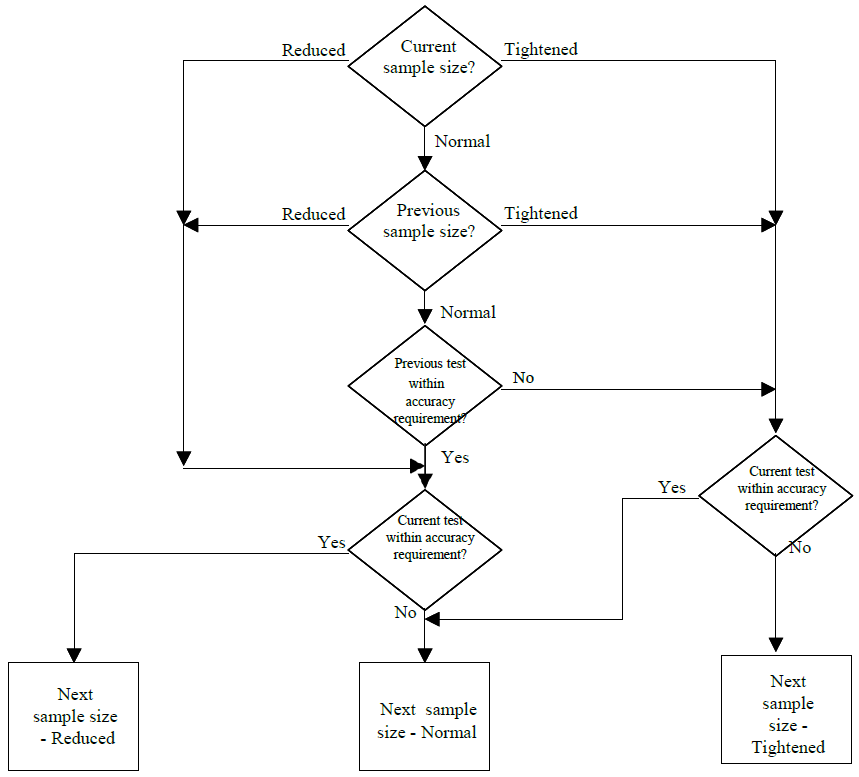 Reduced
Current
sample size?
Tightened
Normal
Reduced
Previous
sample size?
Tightened
Normal
Previous test
within
accuracy
requirement?
No
Yes
Current test
within accuracy
requirement?
Yes
No
Yes
Current test
within accuracy
requirement?
No
Next
sample size
- Reduced
Next sample
size - Normal
Next
sample
size -
Tightened